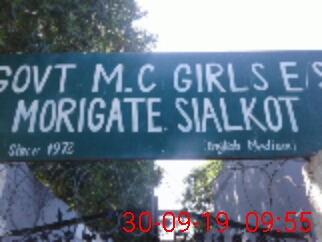 GOVT M.C GIRLS E/S
MORIGATE SIALKOT
Since 1972 (English Medium)
30-09-19 09:55